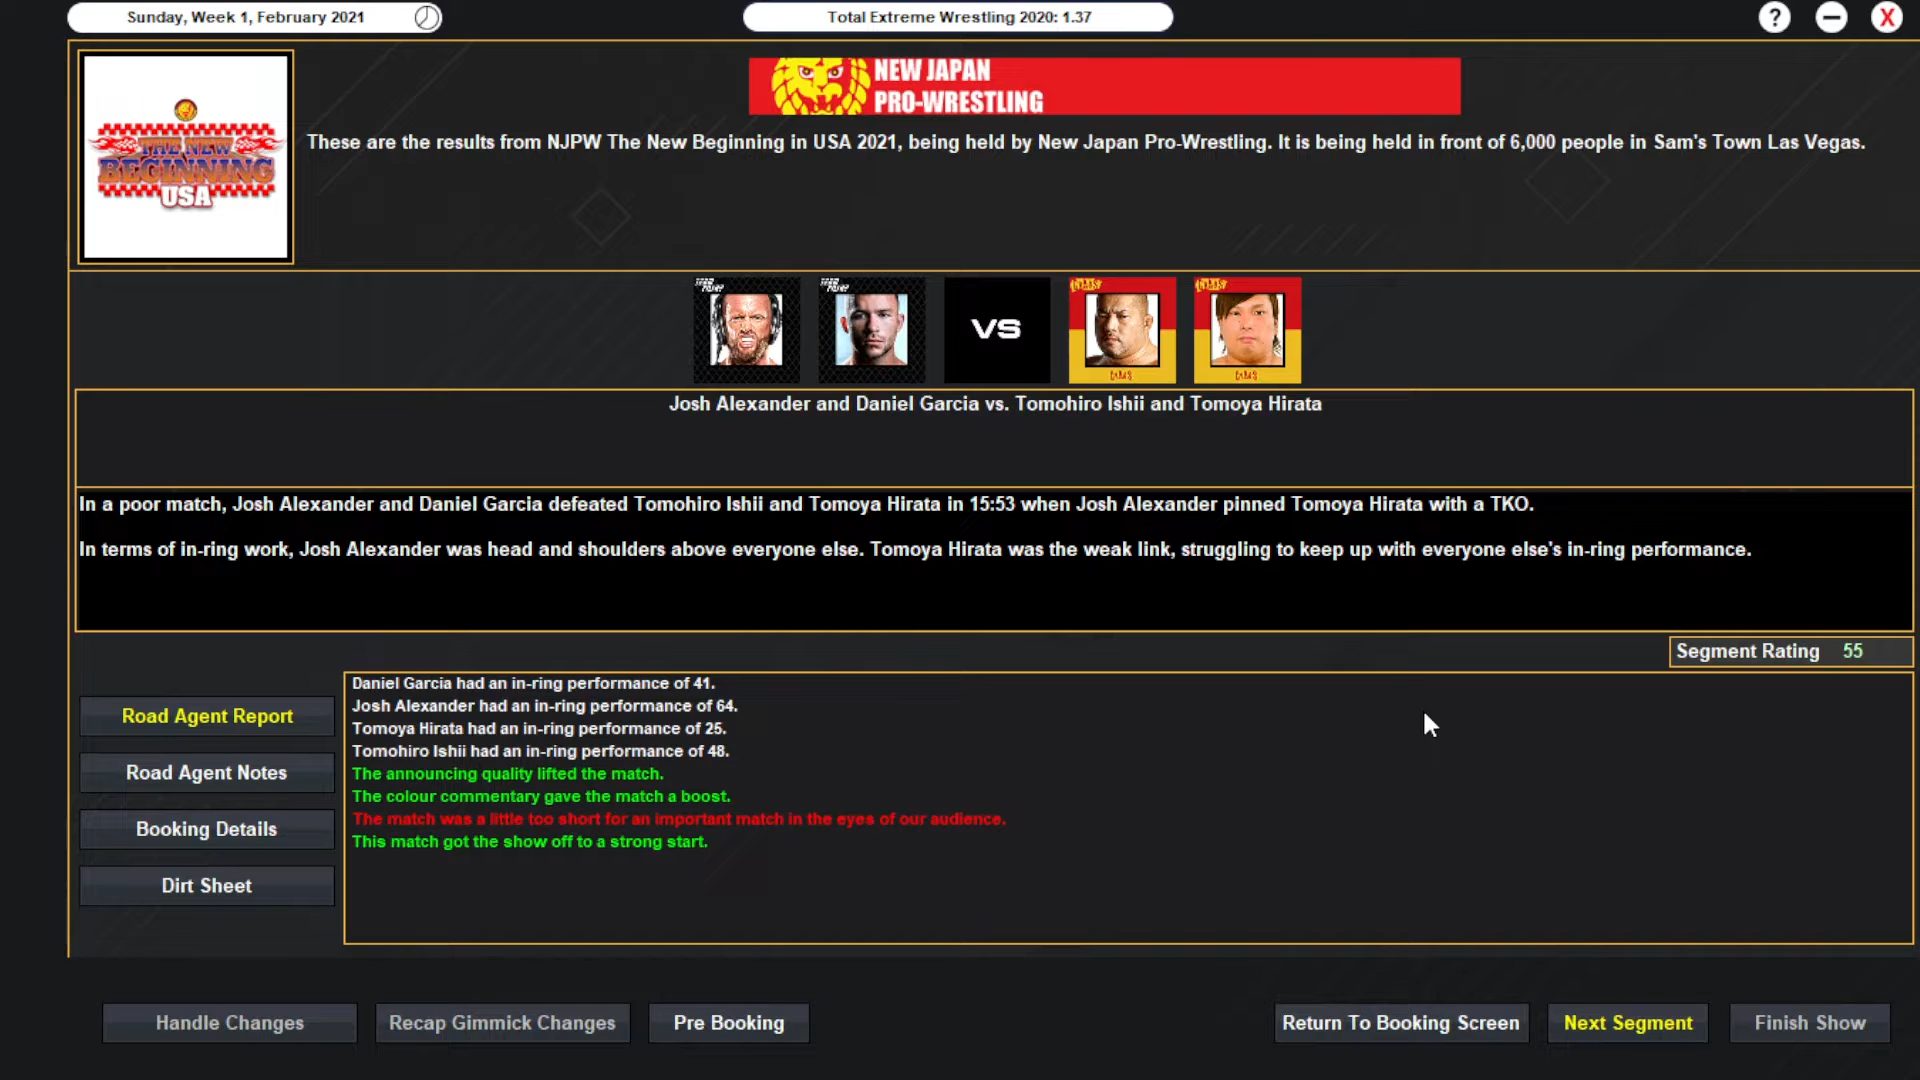 Sunday, Week 1, February 2021
Total Extreme Wrestling 2020: 1.37
?
X
NEW JAPAN
PRO-WRESTLING
THE NEW
BEGINNING
USA
These are the results from NJPW The New Beginning in USA 2021, being held by New Japan Pro-Wrestling. It is being held in front of 6,000 people in Sam's Town Las Vegas.
VS
Josh Alexander and Daniel Garcia vs. Tomohiro Ishii and Tomoya Hirata
In a poor match, Josh Alexander and Daniel Garcia defeated Tomohiro Ishii and Tomoya Hirata in 15:53 when Josh Alexander pinned Tomoya Hirata with a TKO.
In terms of in-ring work, Josh Alexander was head and shoulders above everyone else. Tomoya Hirata was the weak link, struggling to keep up with everyone else's in-ring performance.
Segment Rating 55
Road Agent Report
Road Agent Notes
Booking Details
Dirt Sheet
Daniel Garcia had an in-ring performance of 41.
Josh Alexander had an in-ring performance of 64.
Tomoya Hirata had an in-ring performance of 25.
Tomohiro Ishii had an in-ring performance of 48.
The announcing quality lifted the match.
The colour commentary gave the match a boost.
The match was a little too short for an important match in the eyes of our audience.
This match got the show off to a strong start.
Handle Changes
Recap Gimmick Changes
Pre Booking
Return To Booking Screen
Next Segment
Finish Show